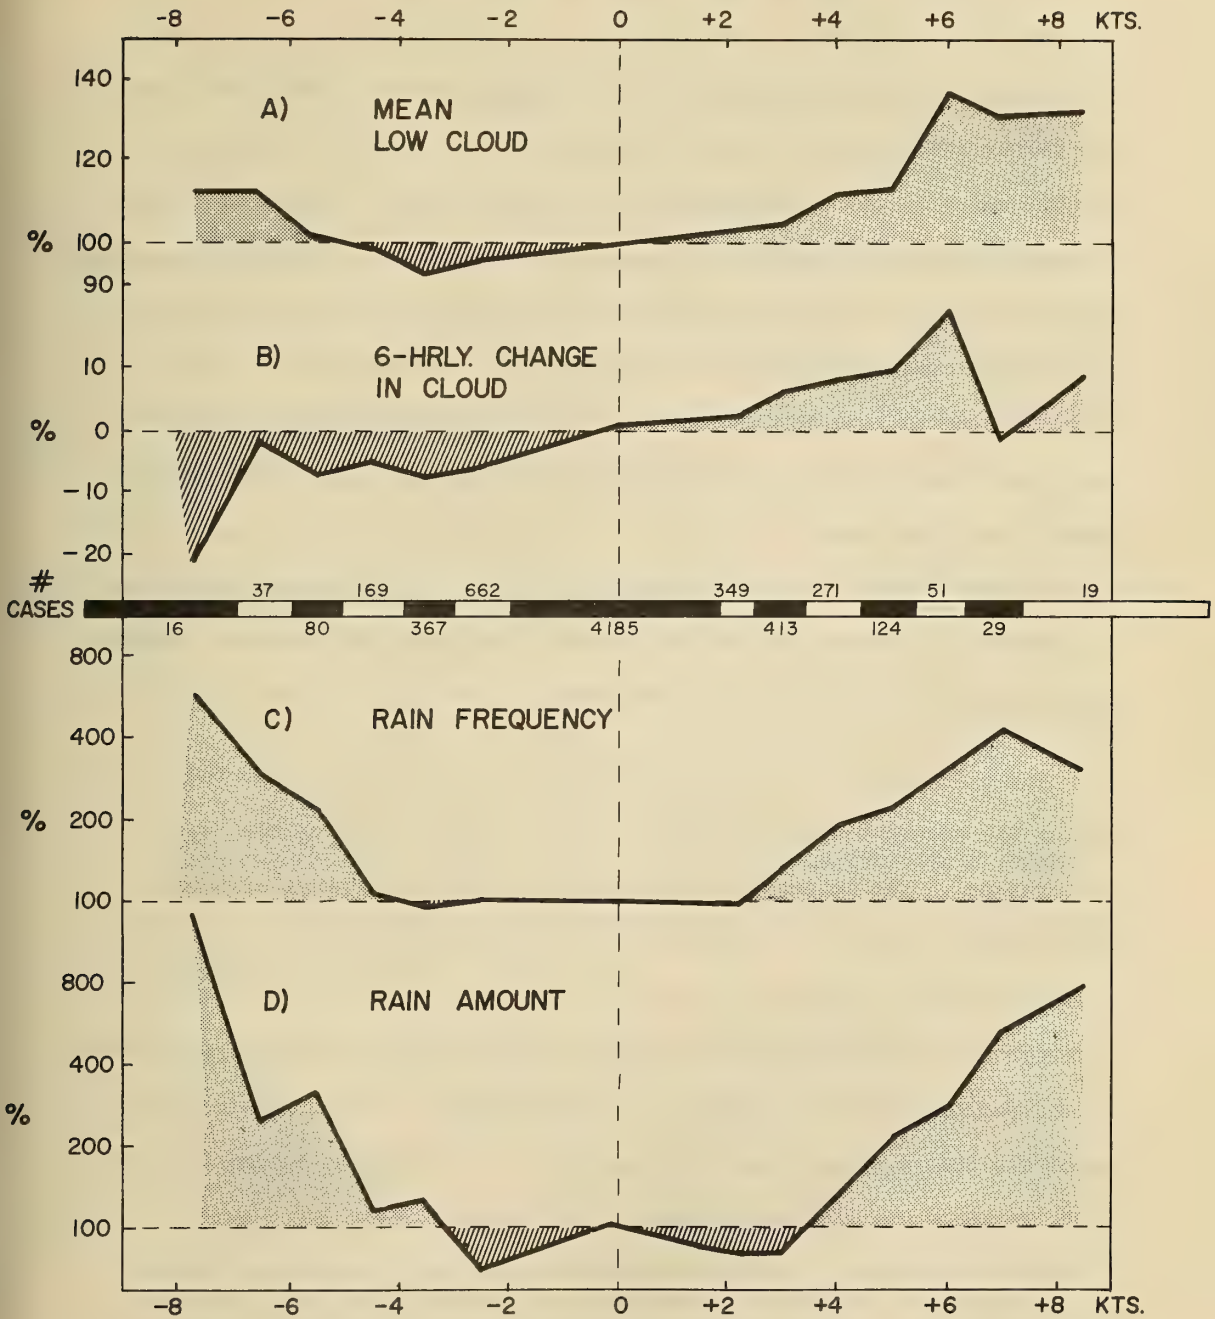 -8 -6 -4 -2 0 +2 +4 +6 +8 KTS.
140
A) MEAN
LOW CLOUD
120
% 100
90
B) 6-HRLY. CHANGE
IN CLOUD
10
% 0
-10
-20
# CASES
37 169 662 349 271 51 19
16 80 367 4185 413 124 29
800
C) RAIN FREQUENCY
400
% 200
100
800
D) RAIN AMOUNT
400
%
200
100
-8 -6 -4 -2 0 +2 +4 +6 +8 KTS.